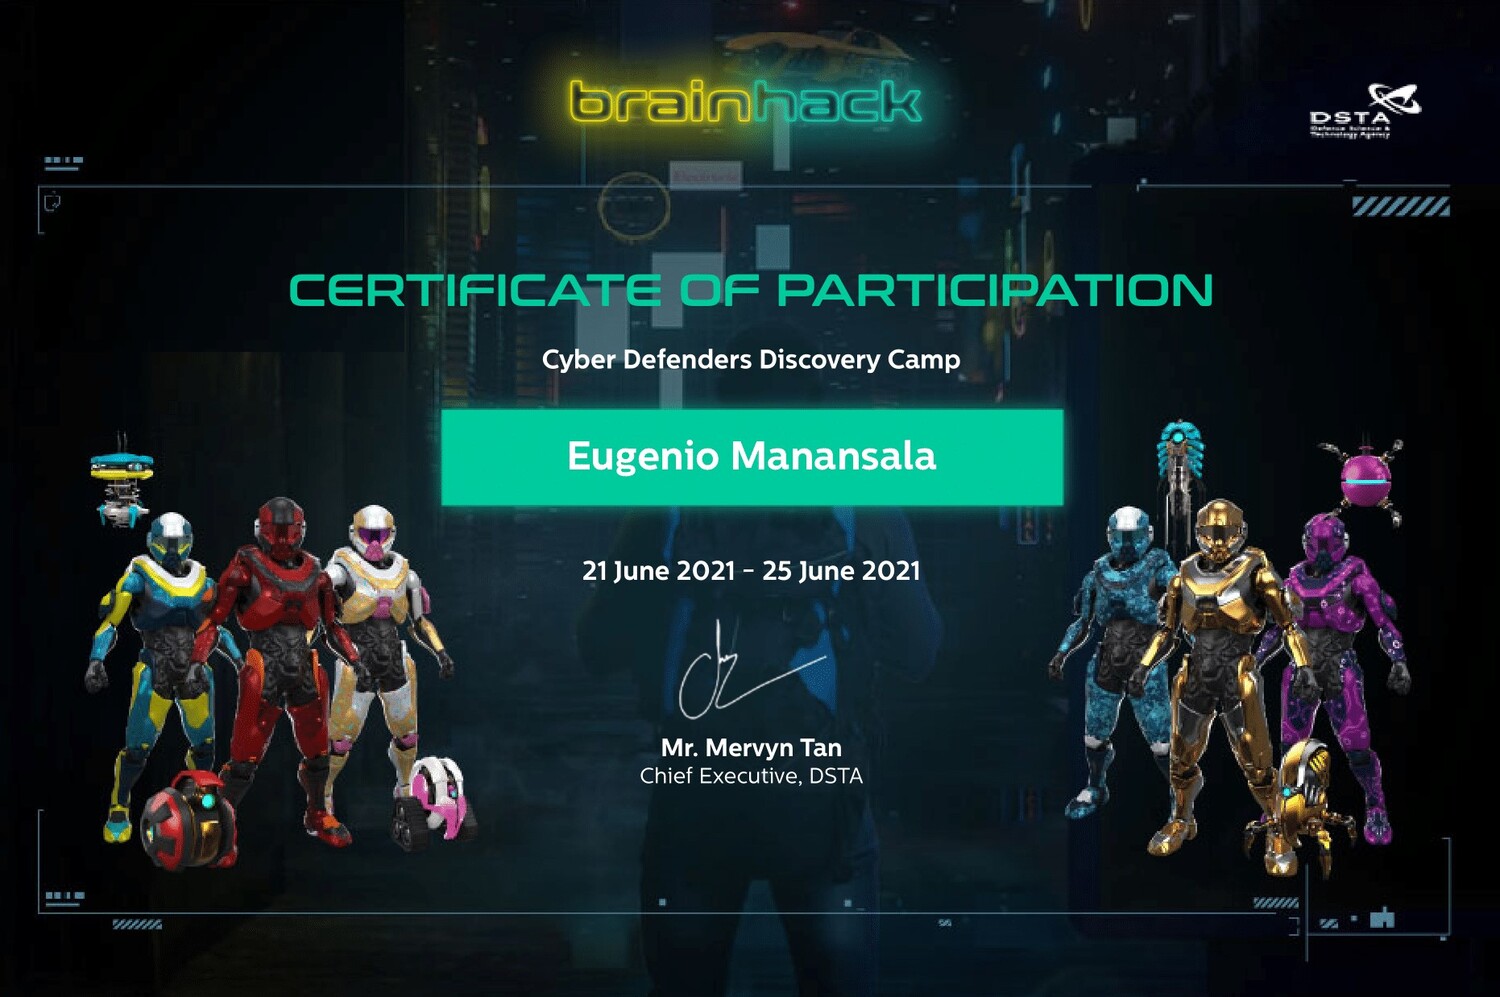 brainhack
DSTA
Defence Science &
Technology Agency
CERTIFICATE OF PARTICIPATION
Cyber Defenders Discovery Camp
Eugenio Manansala
21 June 2021 - 25 June 2021
Mr. Mervyn Tan
Chief Executive, DSTA